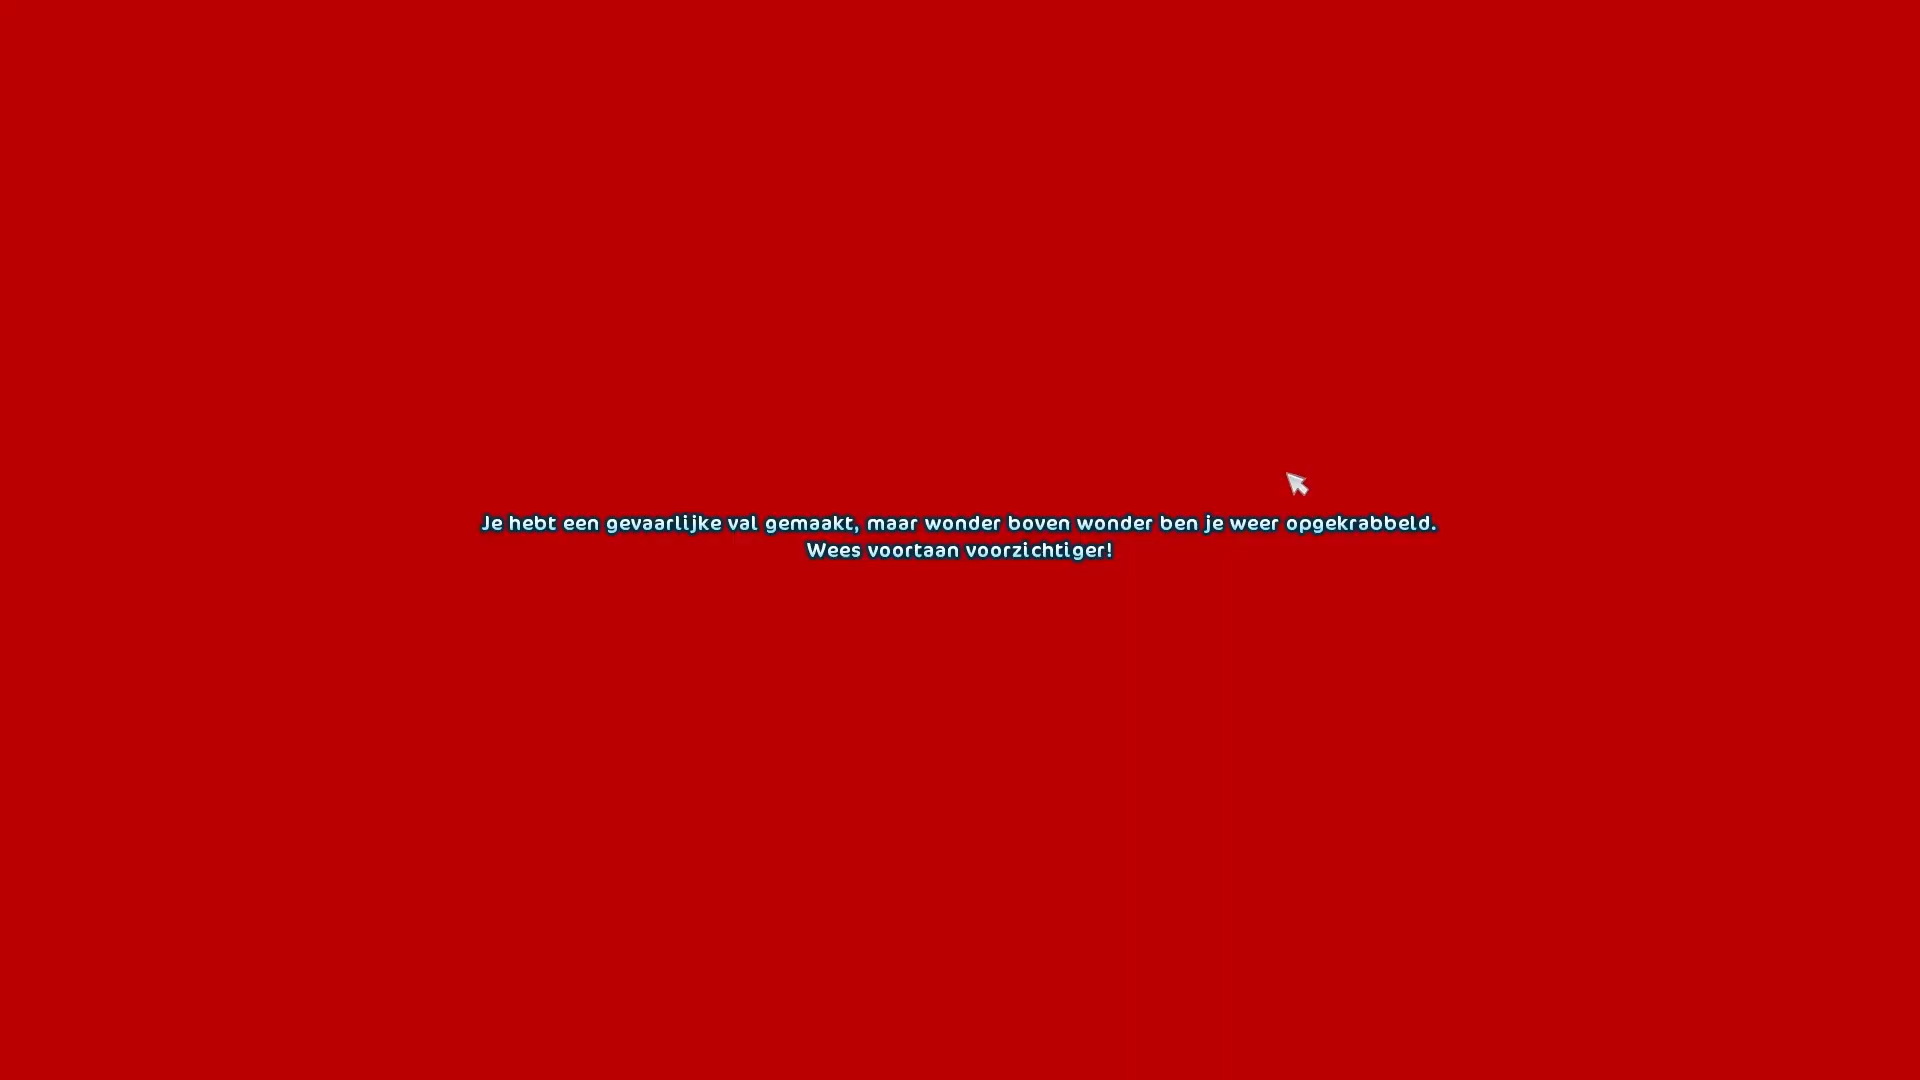 Je hebt een gevaarlijke val gemaakt, maar wonder boven wonder ben je weer opgekrabbeld.
Wees voortaan voorzichtiger!